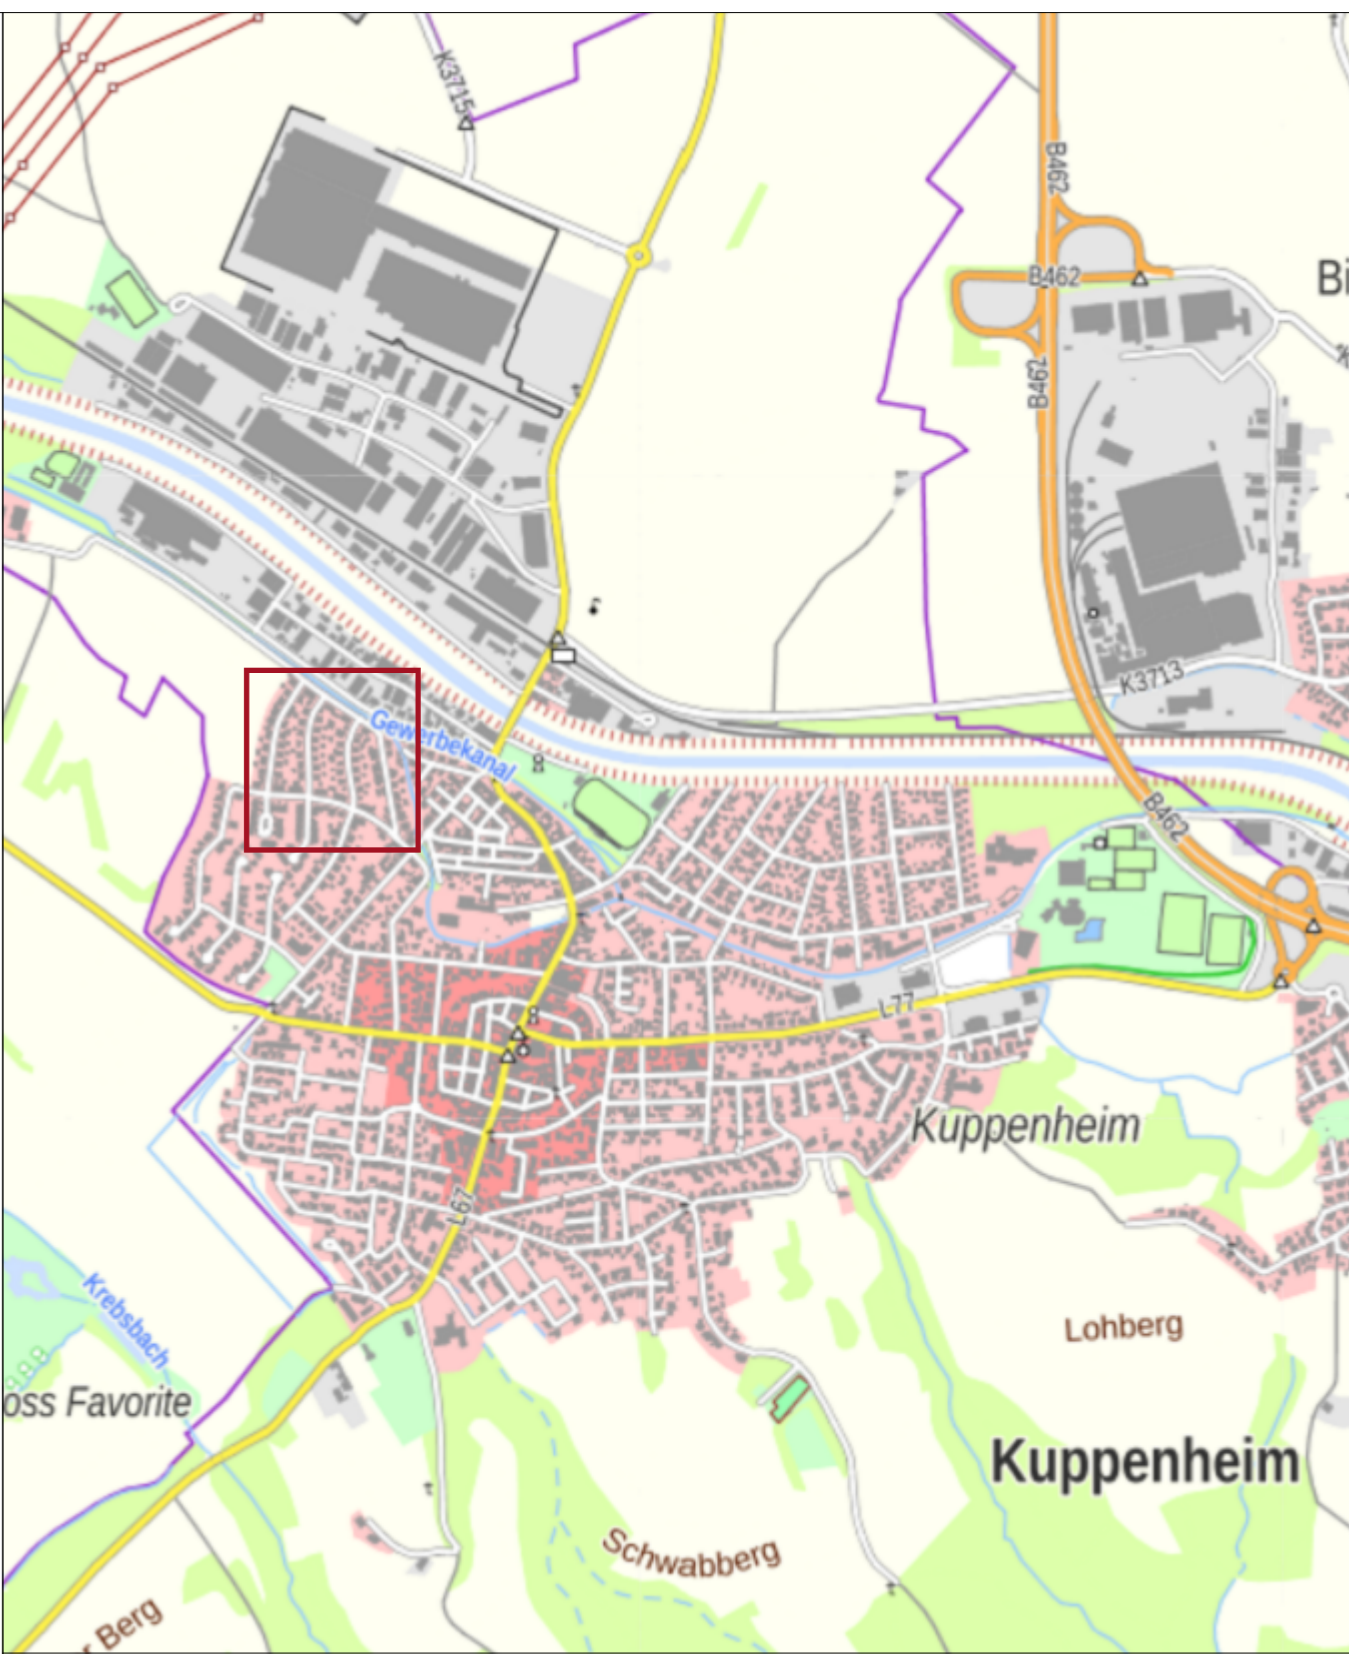 K3715
B462
B462
Bi
B462
K3713
Gewerbekanal
B462
L77
Kuppenheim
L67
Krebsbach
Lohberg
oss Favorite
Kuppenheim
Schwabberg
r Berg